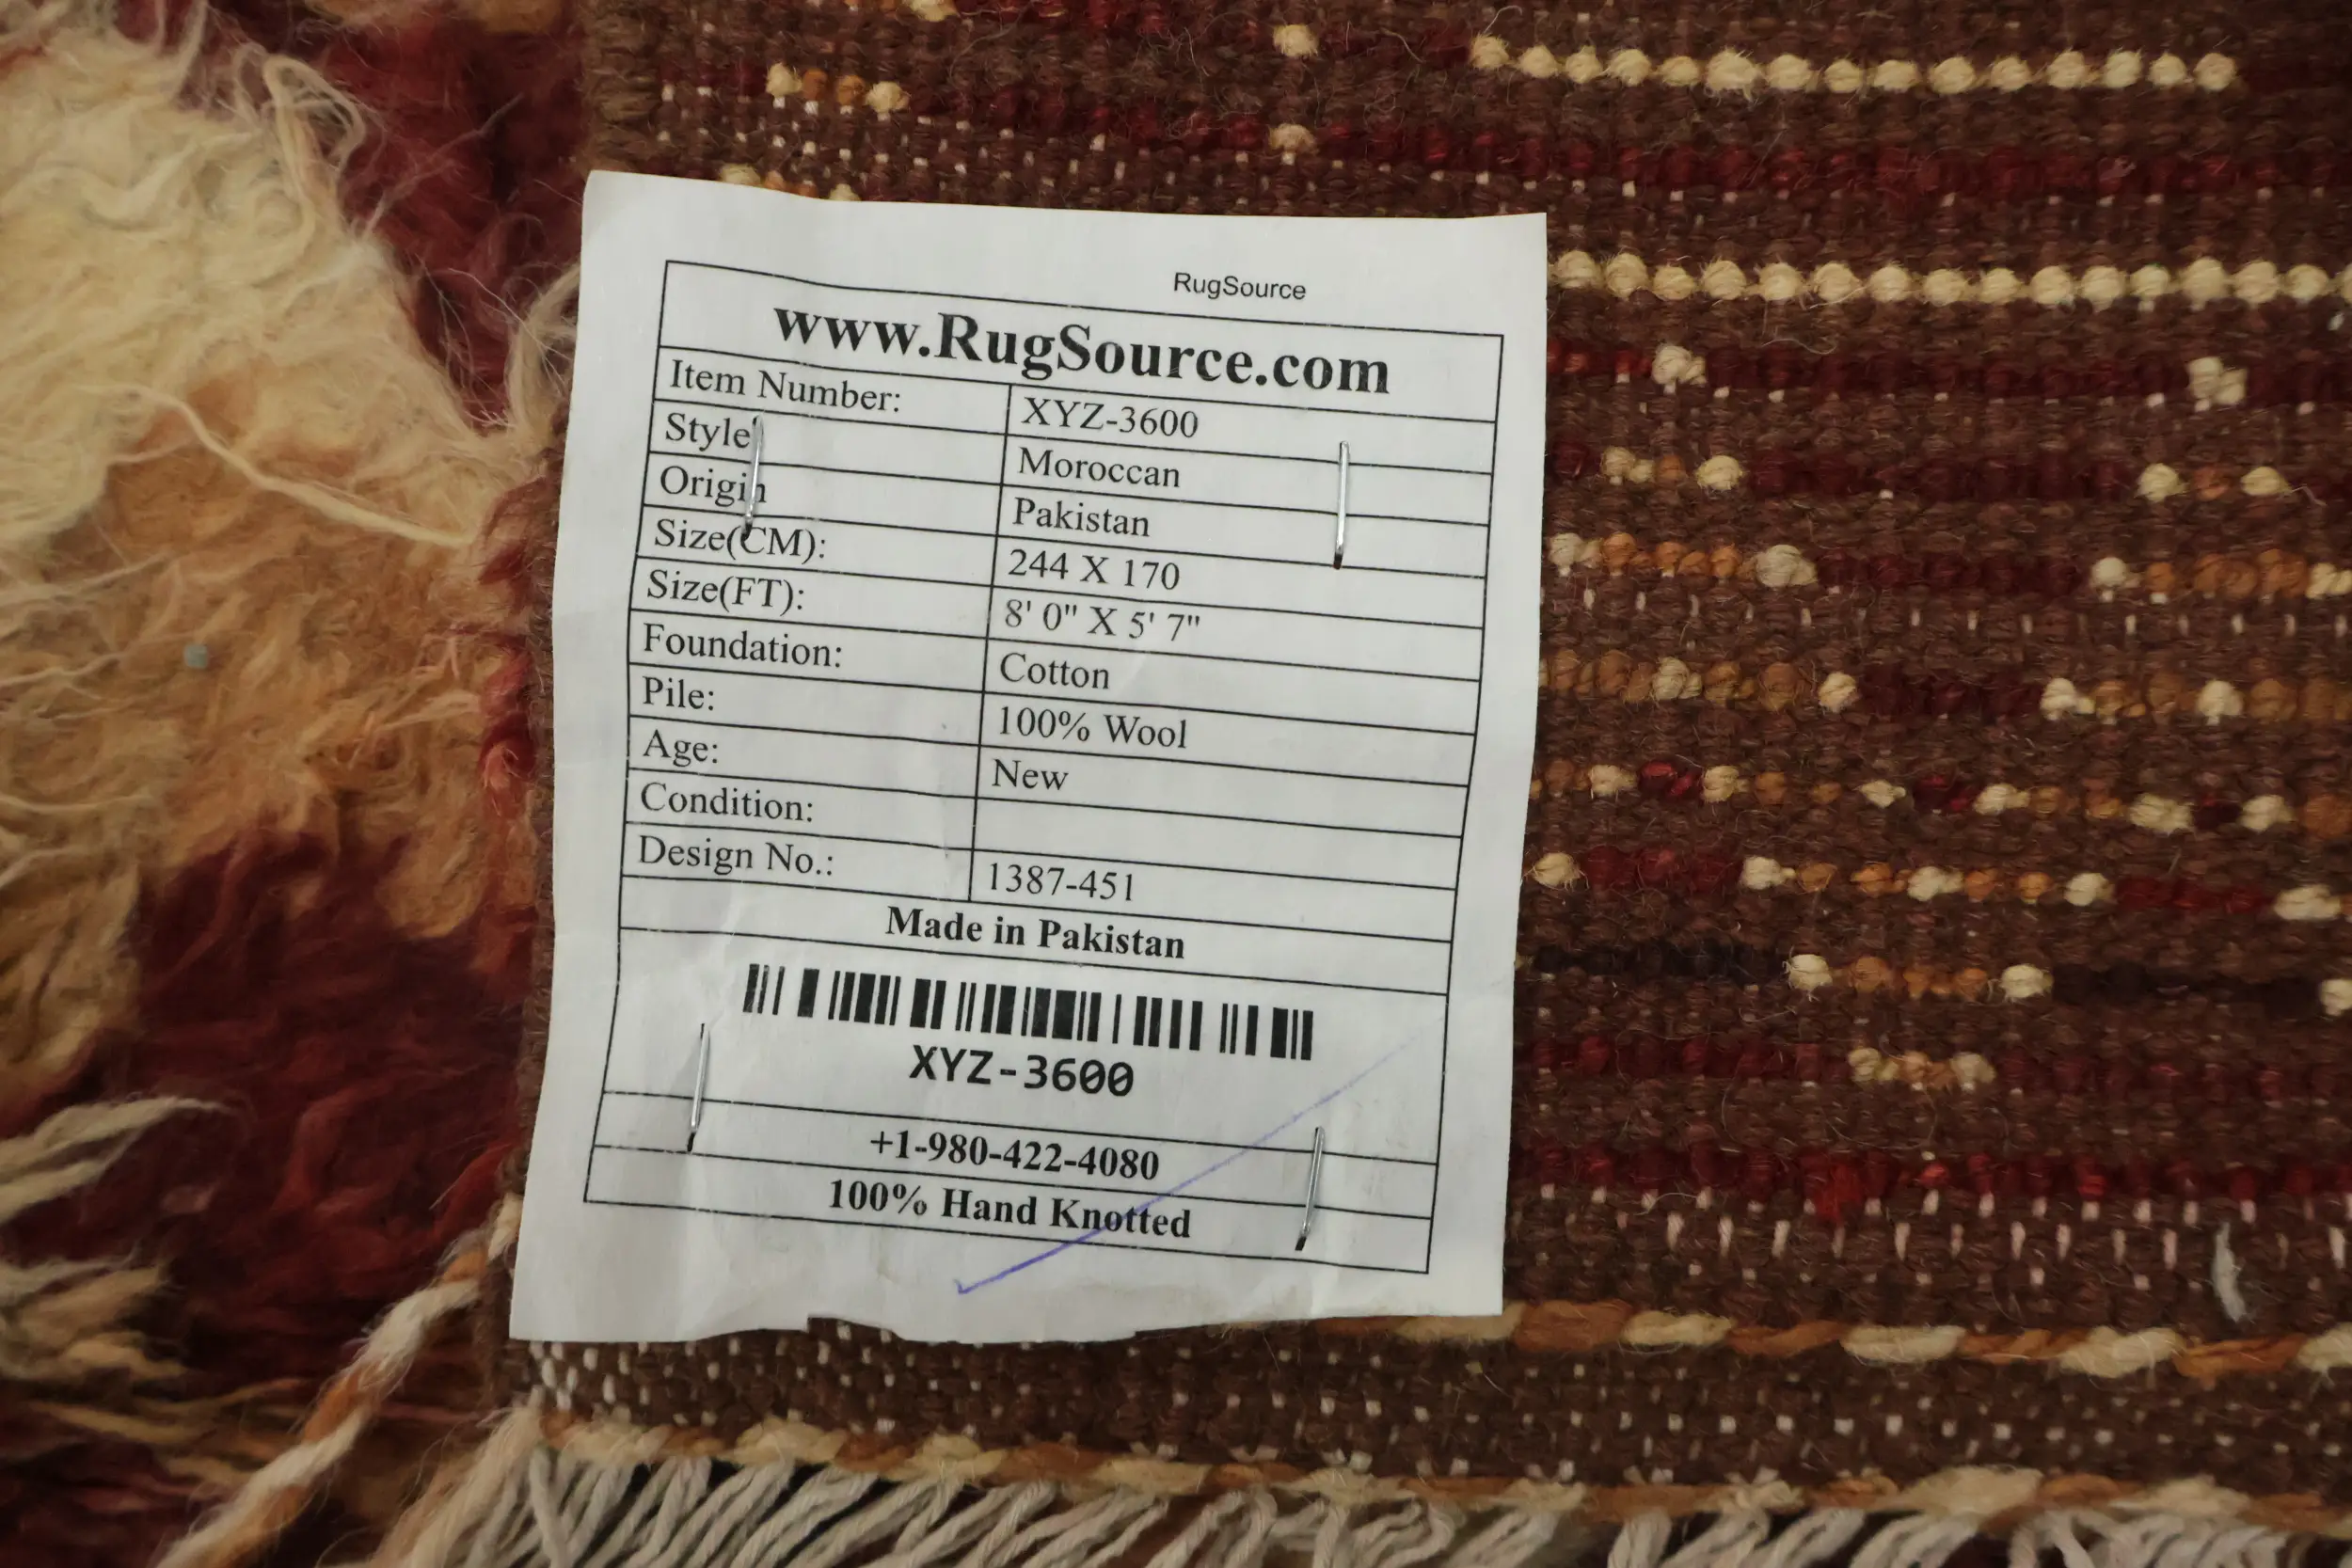 RugSource
www.RugSource.com
Item Number: XYZ-3600
Style Moroccan
Origin Pakistan
Size(CM): 244 X 170
Size(FT): 8' 0" X 5' 7"
Foundation: Cotton
Pile: 100% Wool
Age: New
Condition:
Design No.: 1387-451
Made in Pakistan
XYZ-3600
+1-980-422-4080
100% Hand Knotted